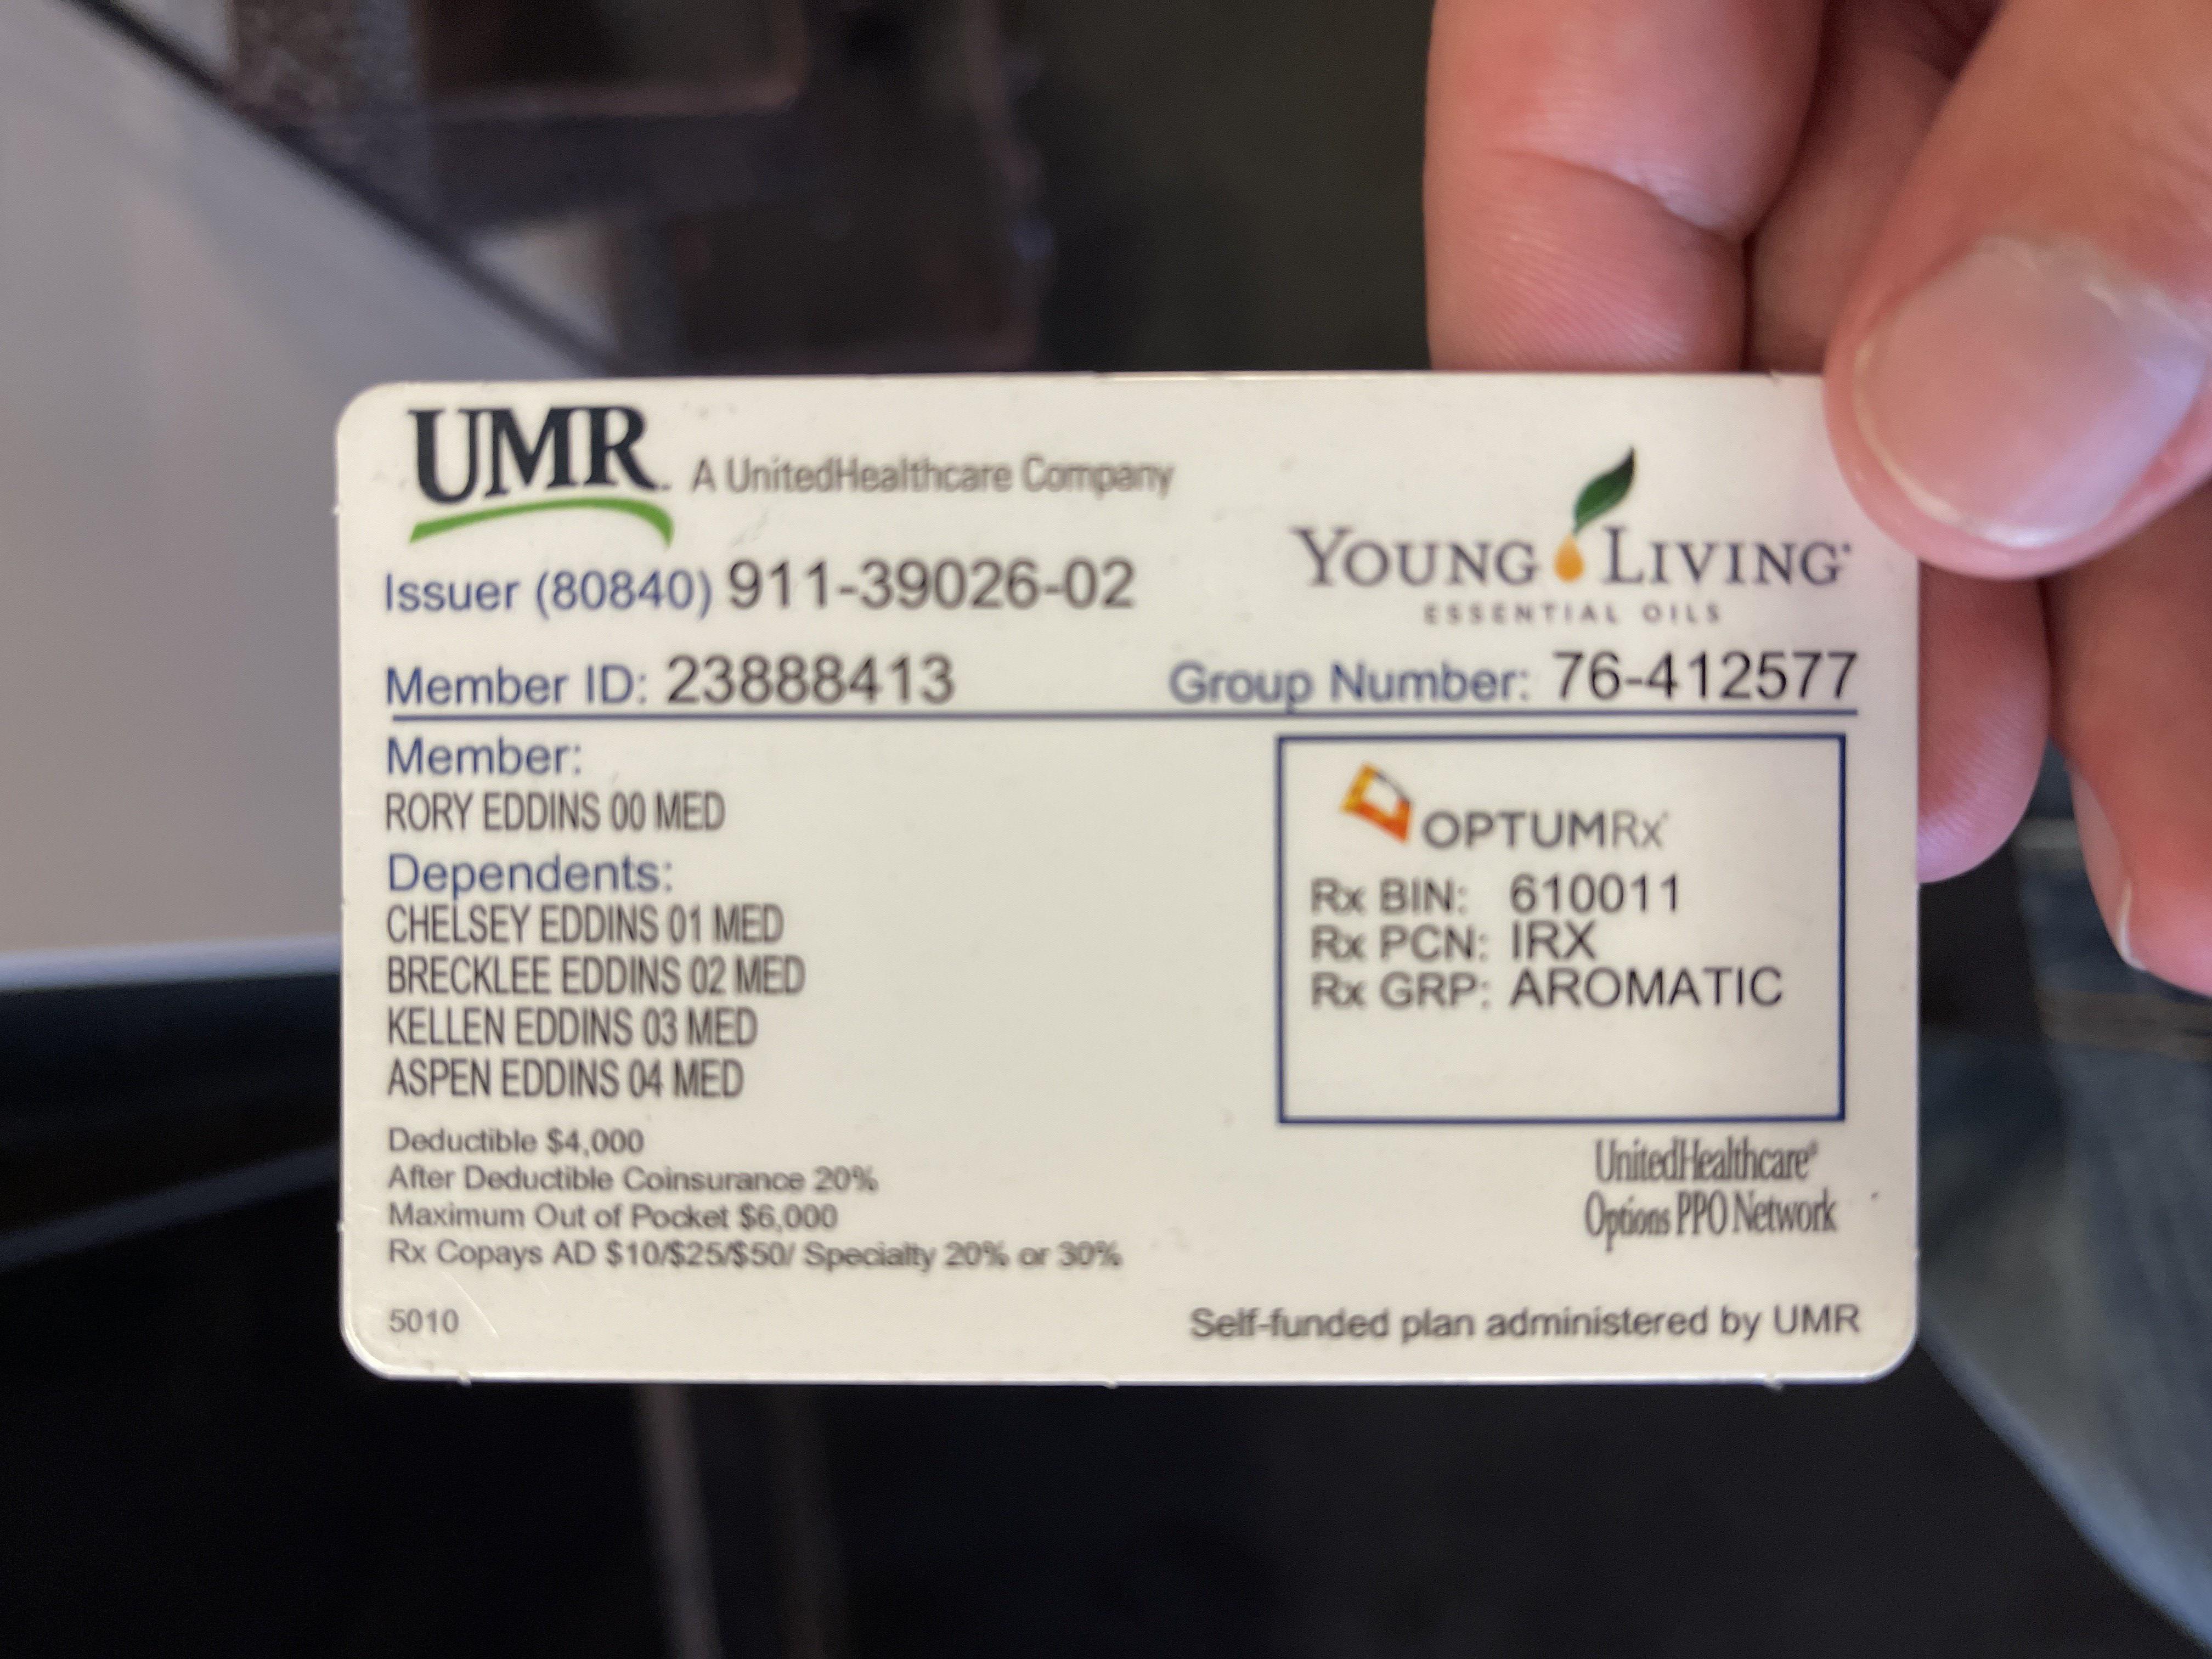 UMR A UnitedHealthcare Company
YOUNG LIVING
ESSENTIAL OILS
Issuer (80840) 911-39026-02
Member ID: 23888413 Group Number: 76-412577
Member:
RORY EDDINS 00 MED
Dependents:
CHELSEY EDDINS 01 MED
BRECKLEE EDDINS 02 MED
KELLEN EDDINS 03 MED
ASPEN EDDINS 04 MED
OPTUMRx
Rx BIN: 610011
Rx PCN: IRX
Rx GRP: AROMATIC
Deductible $4,000
After Deductible Coinsurance 20%
Maximum Out of Pocket $6,000
Rx Copays AD $10/$25/$50/ Specialty 20% or 30%
UnitedHealthcare®
Options PPO Network
5010 Self-funded plan administered by UMR